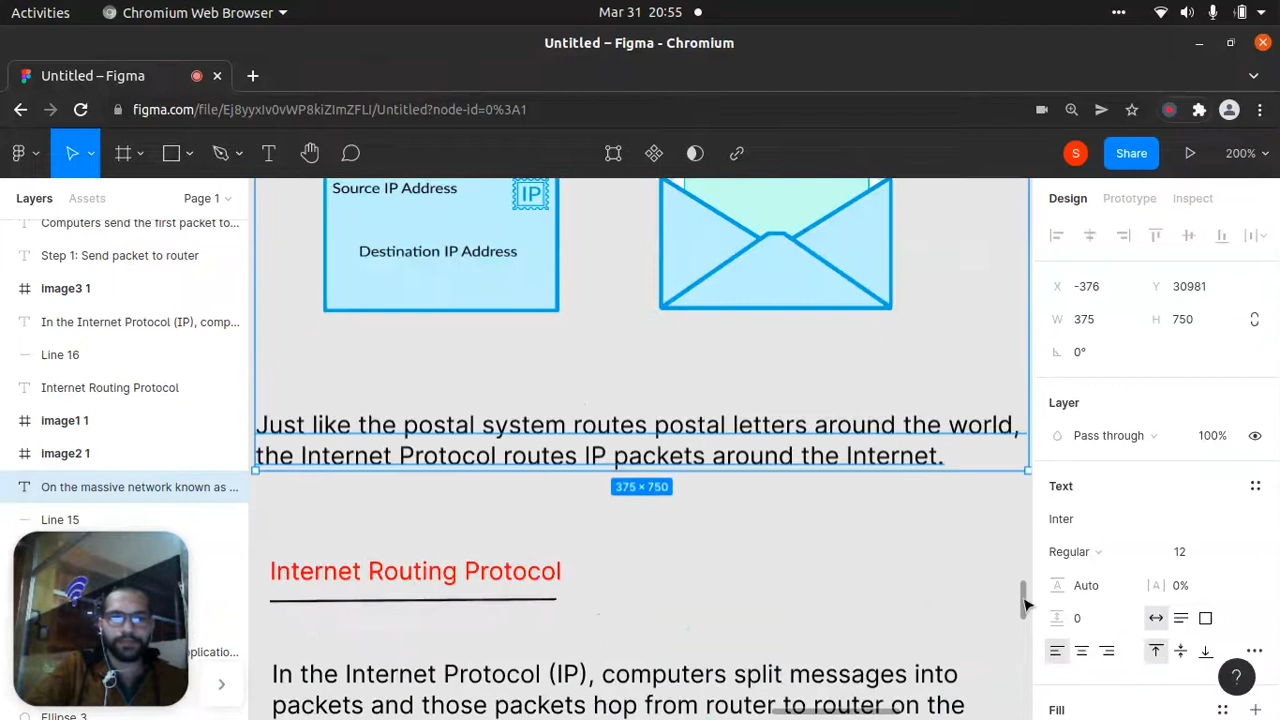 Activities
Chromium Web Browser
Mar 31 20:55
Untitled – Figma - Chromium
Untitled – Figma
figma.com/file/Ej8yyxIv0vWP8kiZImZFLI/Untitled?node-id=0%3A1
S
Share
200%
Layers
Assets
Page 1
Computers send the first packet to...
Step 1: Send packet to router
image3 1
In the Internet Protocol (IP), comp...
Line 16
Internet Routing Protocol
image1 1
image2 1
On the massive network known as ...
Line 15
pplicatio...
Ellipse 3
Source IP Address
IP
Destination IP Address
Just like the postal system routes postal letters around the world,
the Internet Protocol routes IP packets around the Internet.
375 × 750
Internet Routing Protocol
In the Internet Protocol (IP), computers split messages into
packets and those packets hop from router to router on the
Design
Prototype
Inspect
X -376
Y 30981
W 375
H 750
0°
Layer
Pass through
100%
Text
Inter
Regular
12
A Auto
|A| 0%
0
?
Fill